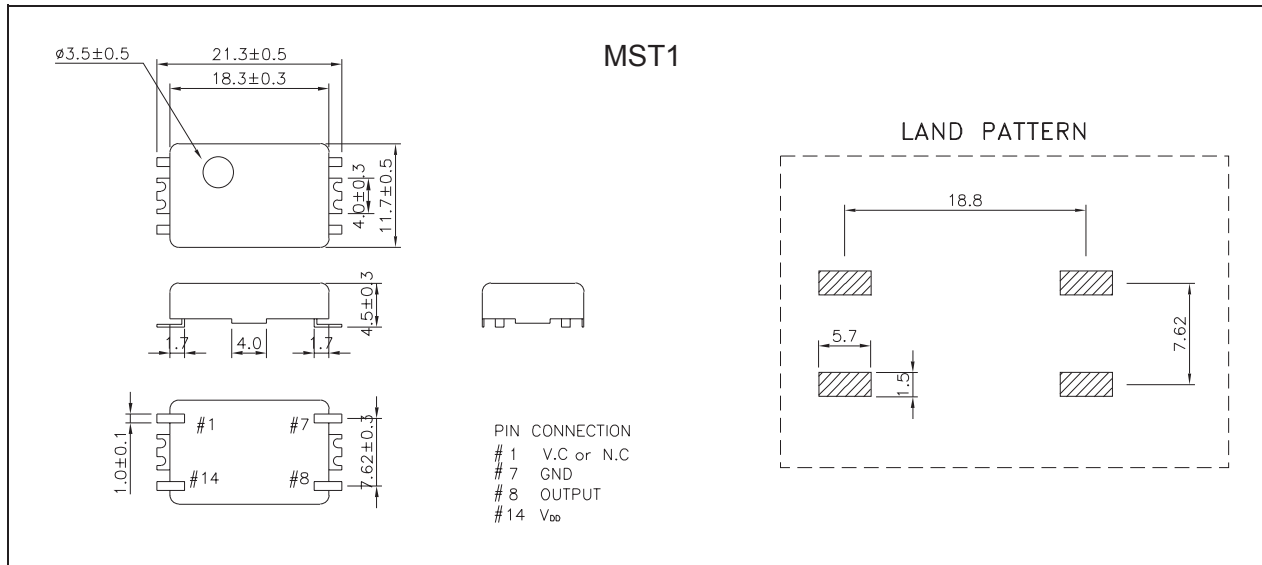 MST1
ø3.5±0.5
21.3±0.5
18.3±0.3
4.0±0.3
11.7±0.5
4.5±0.3
1.7
4.0
1.7
#1
#7
#14
#8
1.0±0.1
7.62±0.3
PIN CONNECTION
#1 V.C or N.C
#7 GND
#8 OUTPUT
#14 VDD
LAND PATTERN
18.8
5.7
1.5
7.62